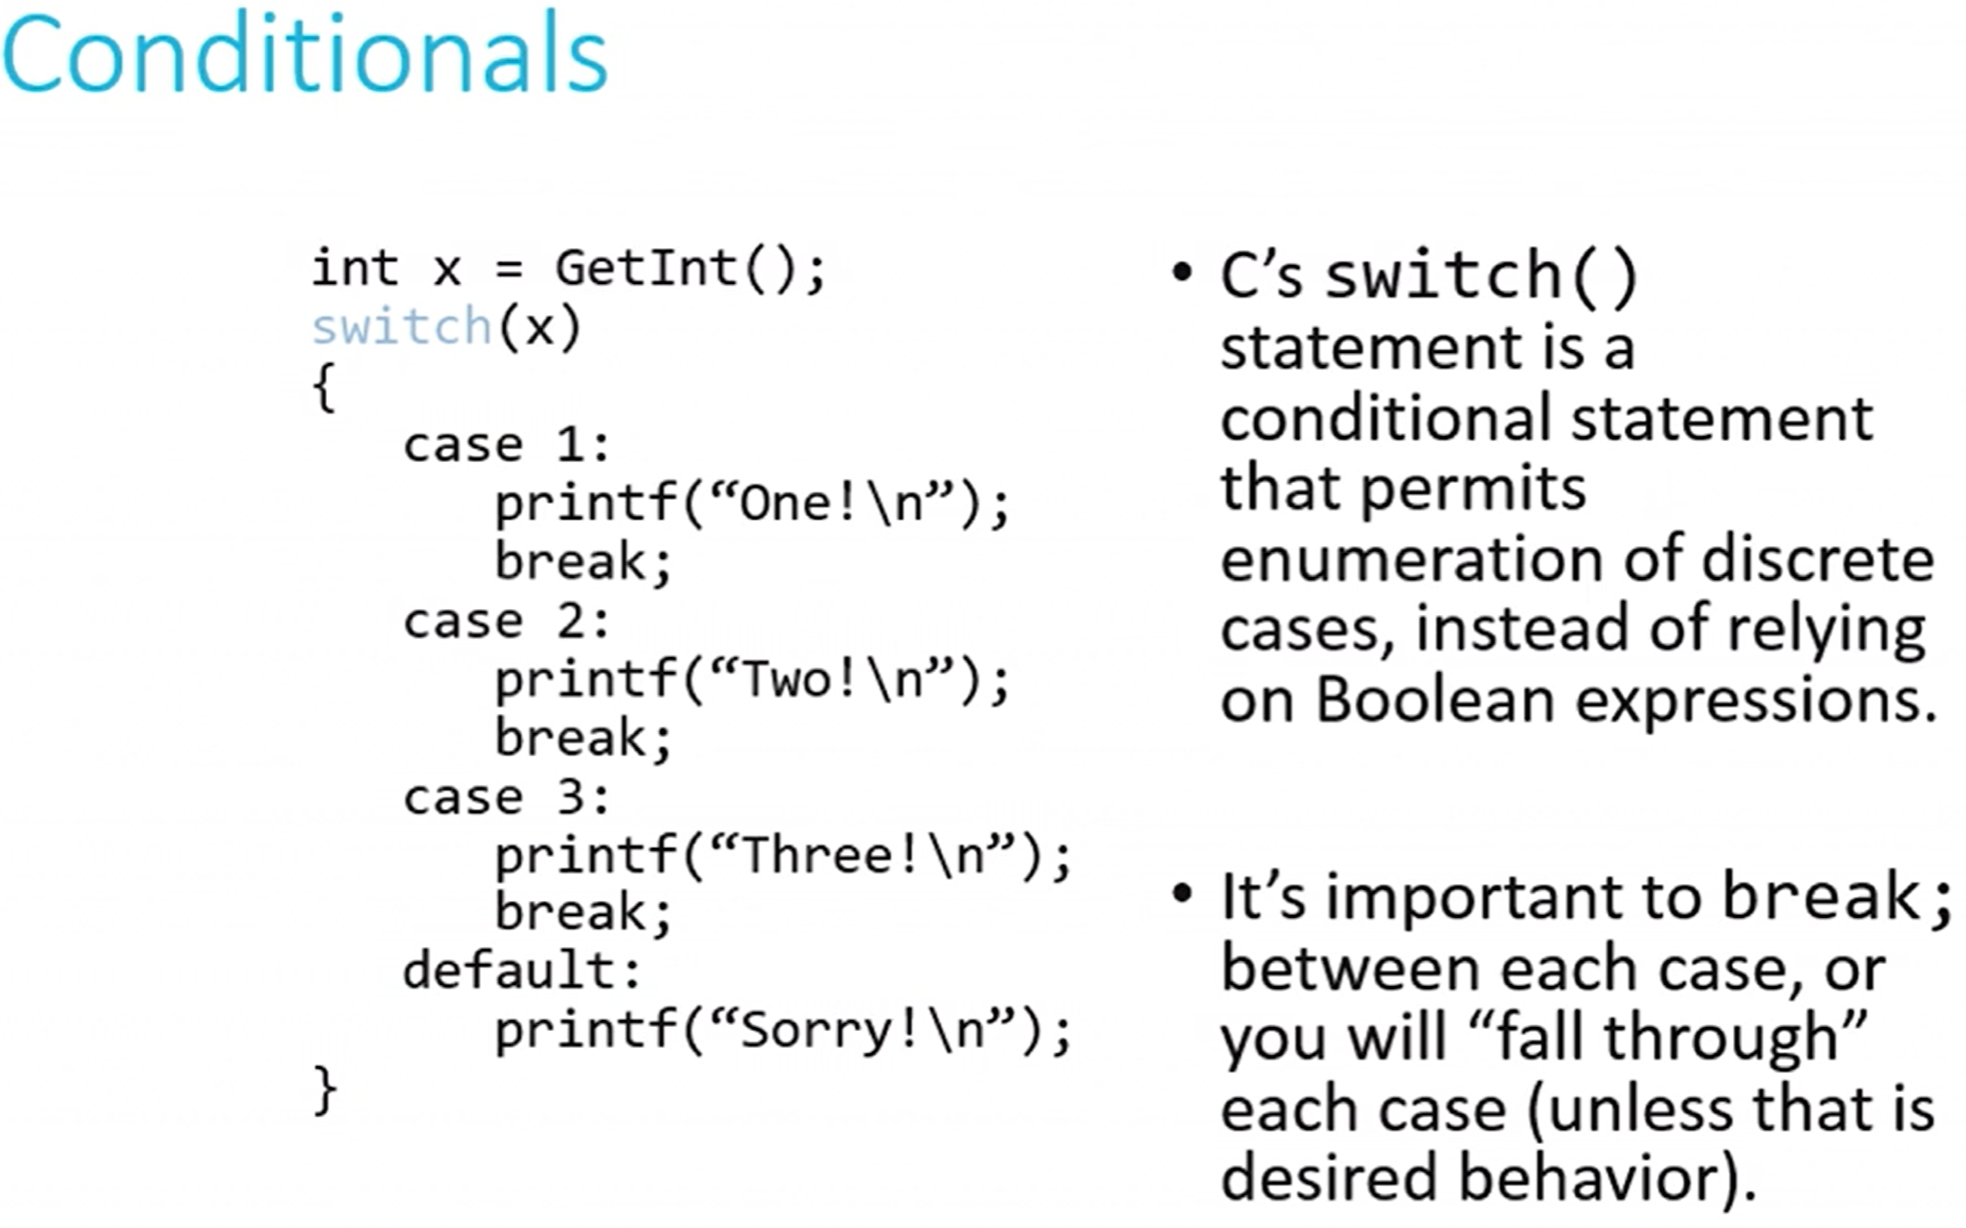 Conditionals
int x = GetInt();
switch(x)
{
case 1:
printf(“One!\n”);
break;
case 2:
printf(“Two!\n”);
break;
case 3:
printf(“Three!\n”);
break;
default:
printf(“Sorry!\n”);
}
• C’s switch()
statement is a
conditional statement
that permits
enumeration of discrete
cases, instead of relying
on Boolean expressions.
• It’s important to break;
between each case, or
you will “fall through”
each case (unless that is
desired behavior).